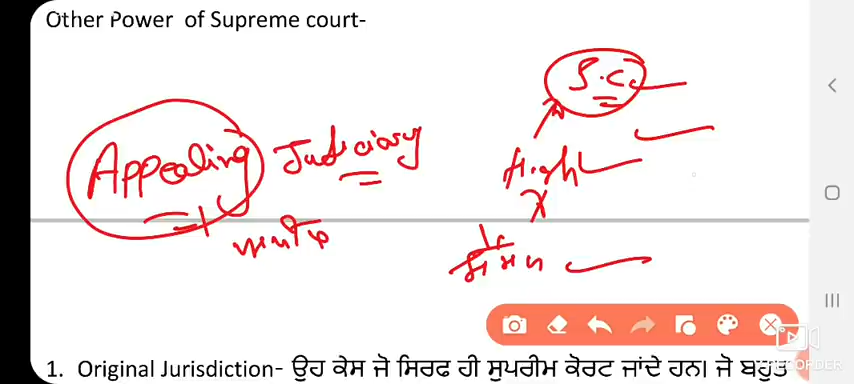 Other Power of Supreme court-
S.C.
Appealing Judiciary
High
1. Original Jurisdiction- ਉਹ ਕੇਸ ਜੋ ਸਿਰਫ ਹੀ ਸੁਪਰੀਮ ਕੋਰਟ ਜਾਂਦੇ ਹਨ। ਜੋ ਬਹੁਤ